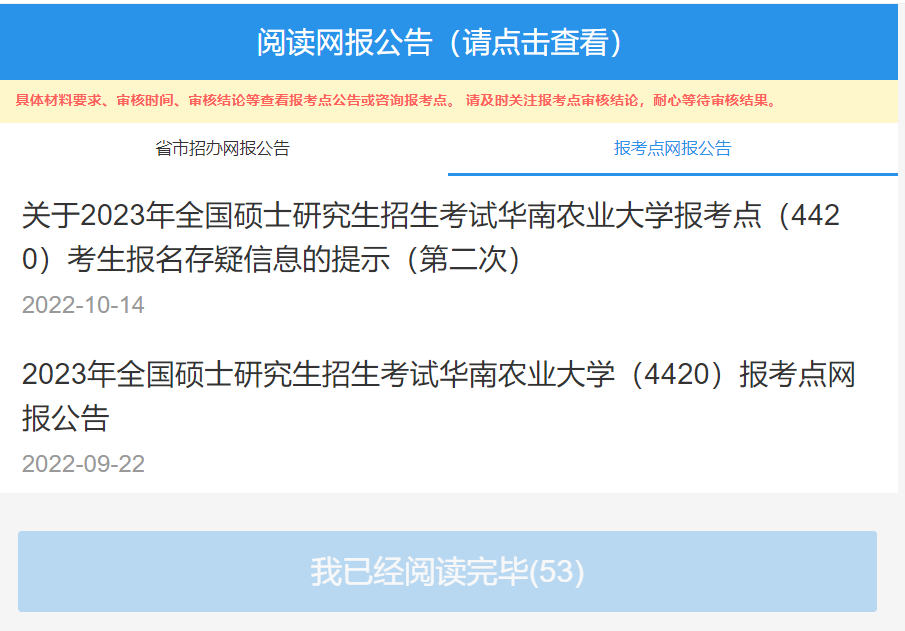 阅读网报公告（请点击查看）
具体材料要求、审核时间、审核结论等查看报考点公告或咨询报考点。 请及时关注报考点审核结论，耐心等待审核结果。
省市招办网报公告
报考点网报公告
关于2023年全国硕士研究生招生考试华南农业大学报考点（442
0）考生报名存疑信息的提示（第二次）
2022-10-14
2023年全国硕士研究生招生考试华南农业大学（4420）报考点网
报公告
2022-09-22
我已经阅读完毕(53)